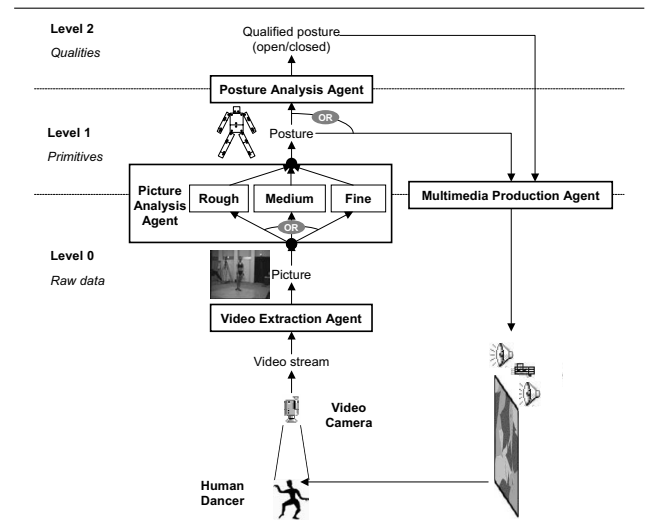 Level 2
Qualities
Qualified posture
(open/closed)
Posture Analysis Agent
OR
Level 1
Primitives
Posture
Picture
Analysis
Agent
Rough
Medium
Fine
Multimedia Production Agent
OR
Level 0
Raw data
Picture
Video Extraction Agent
Video stream
Video
Camera
Human
Dancer